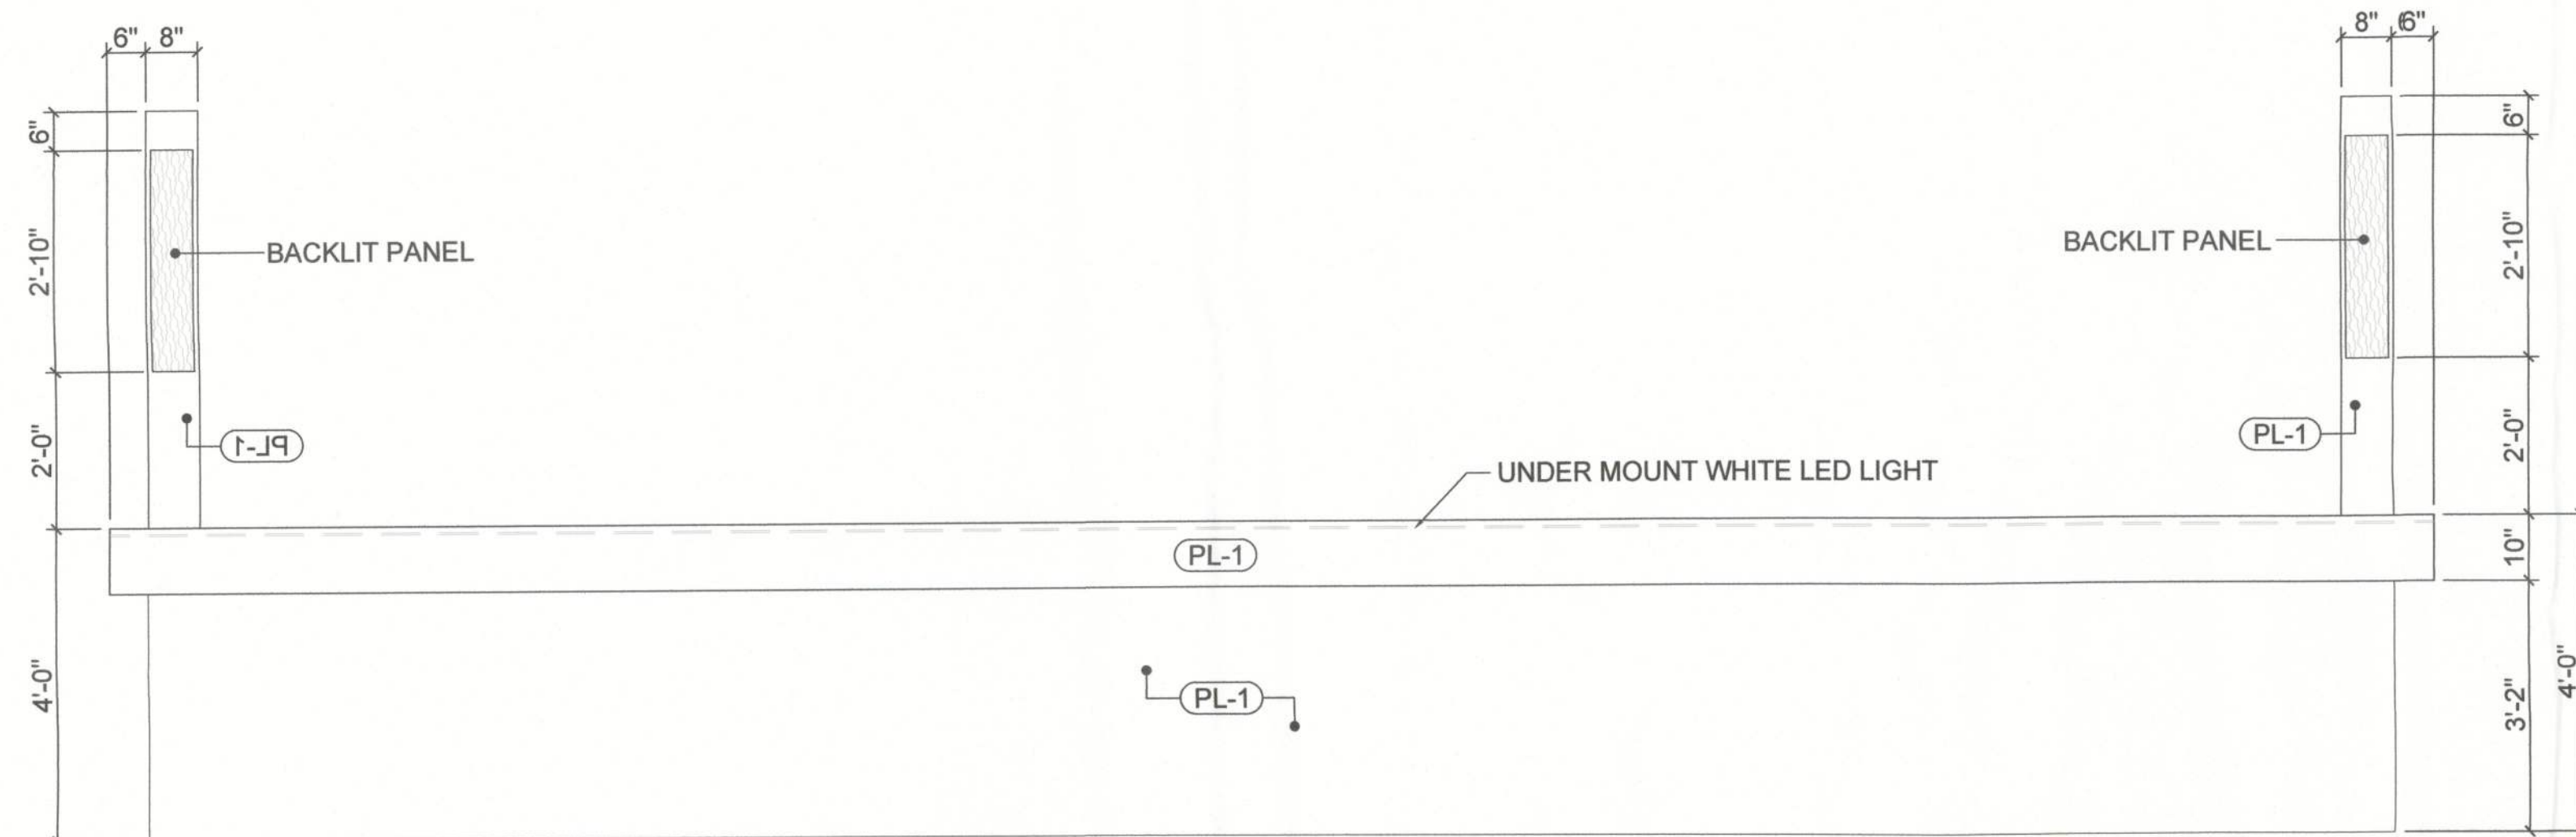 6" 8"
8" 6"
6"
6"
2'-10"
BACKLIT PANEL
BACKLIT PANEL
2'-10"
2'-0"
PL-1
PL-1
2'-0"
UNDER MOUNT WHITE LED LIGHT
PL-1
10"
4'-0"
PL-1
3'-2"
4'-0"